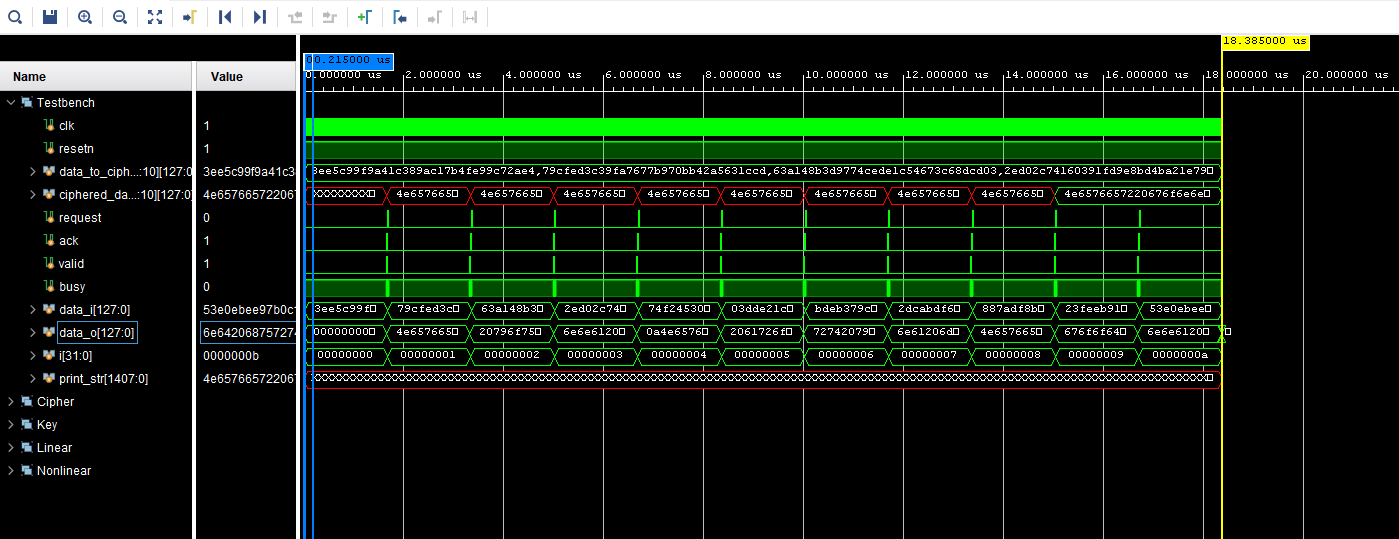 18.385000 us
00.215000 us
0.000000 us 2.000000 us 4.000000 us 6.000000 us 8.000000 us 10.000000 us 12.000000 us 14.000000 us 16.000000 us 18.000000 us 20.000000 us
Name Value
Testbench
clk 1
resetn 1
data_to_ciph...:10][127:0 3ee5c99f9a41c3 3ee5c99f9a41c389ac17b4fe99c72ae4,79cfed3c39fa7677b970bb42a5631ccd,63a148b3d9774cede1c54673c68dcd03,2ed02c74160391fd9e8bd4ba21e79
ciphered_da...:10][127:0 4e657665722067 XXXXXXXX 4e657665 4e657665 4e657665 4e657665 4e657665 4e657665 4e657665 4e657665 4e6576657220676f6e6e
request 0
ack 1
valid 1
busy 0
data_i[127:0] 53e0ebee97b0c 3ee5c99f 79cfed3c 63a148b3 2ed02c74 74f24530 03dde21c bdeb379c 2dcabdf6 887adf8b 23feeb91 53e0ebee
data_o[127:0] 6e64206875727 00000000 4e657665 20796f75 6e6e6120 0a4e6576 2061726f 72742079 6e61206d 4e657665 676f6f64 6e6e6120
i[31:0] 0000000b 00000000 00000001 00000002 00000003 00000004 00000005 00000006 00000007 00000008 00000009 0000000a
print_str[1407:0] 4e657665722067
Cipher
Key
Linear
Nonlinear